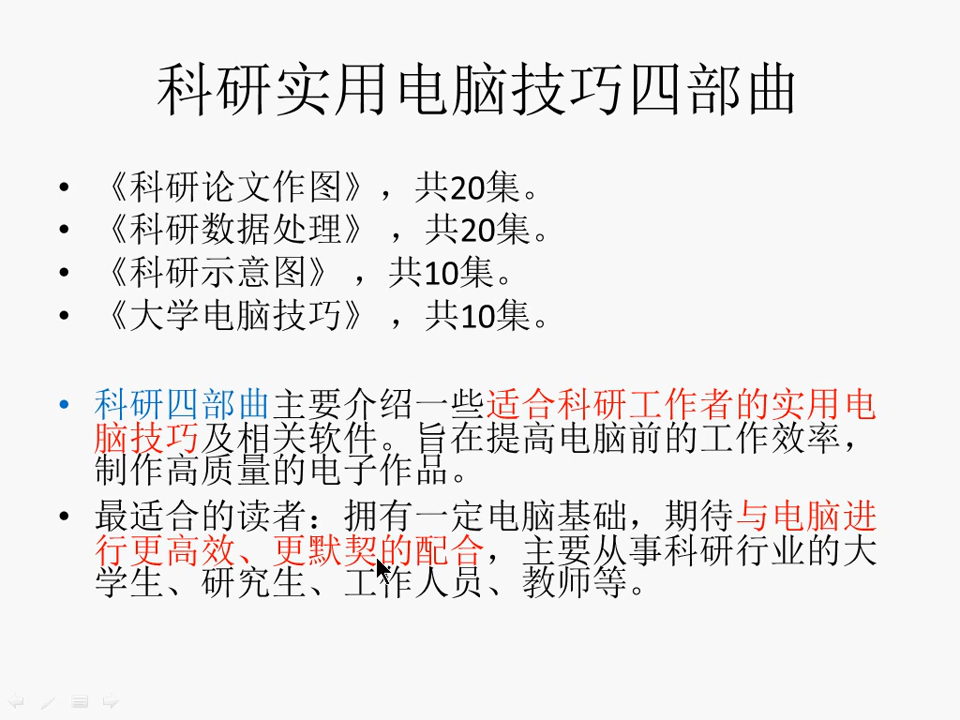 科研实用电脑技巧四部曲
• 《科研论文作图》，共20集。
• 《科研数据处理》 ，共20集。
• 《科研示意图》 ，共10集。
• 《大学电脑技巧》 ，共10集。
• 科研四部曲主要介绍一些适合科研工作者的实用电
脑技巧及相关软件。旨在提高电脑前的工作效率，
制作高质量的电子作品。
• 最适合的读者：拥有一定电脑基础，期待与电脑进
行更高效、更默契的配合，主要从事科研行业的大
学生、研究生、工作人员、教师等。